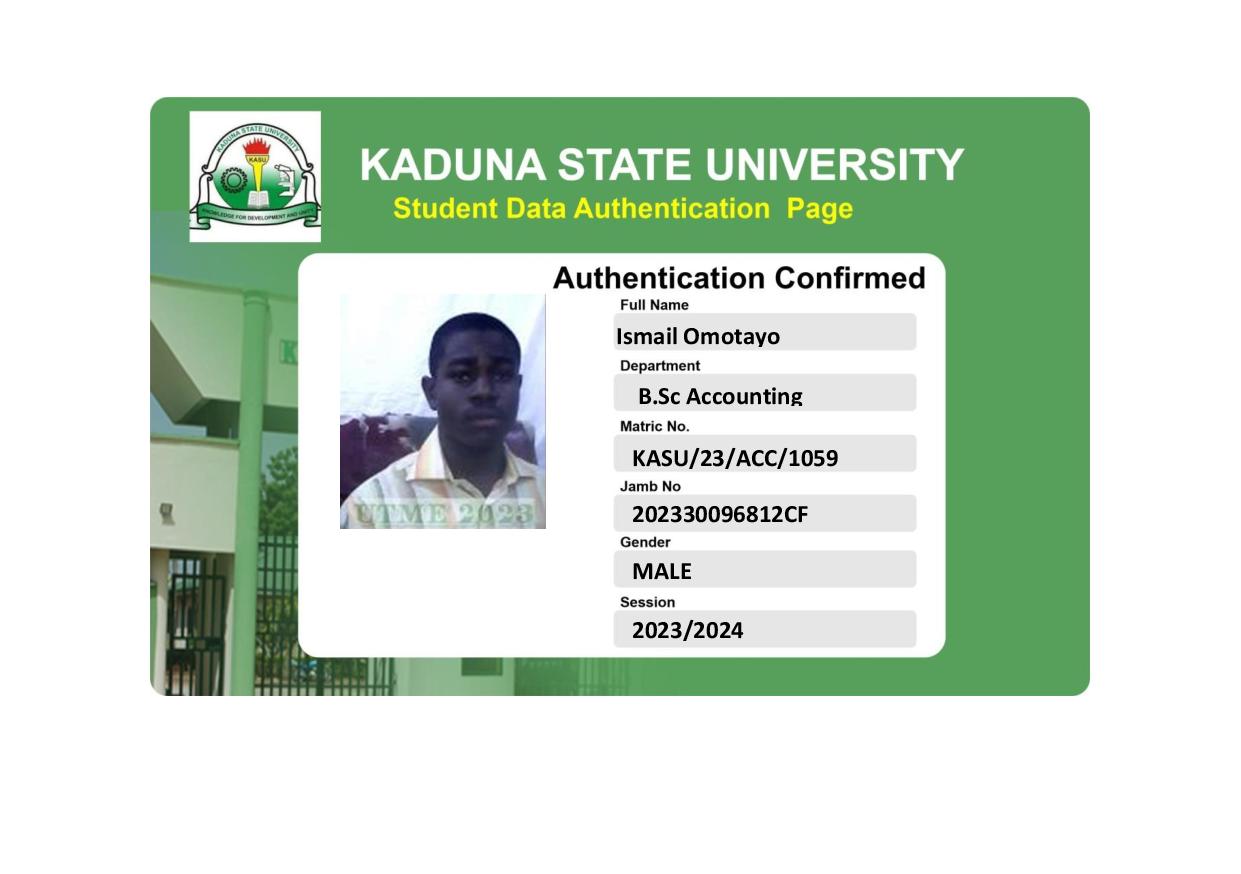 KADUNA STATE UNIVERSITY
KASU
KNOWLEDGE FOR DEVELOPMENT AND UNITY
KADUNA STATE UNIVERSITY
Student Data Authentication Page
Authentication Confirmed
Full Name
Ismail Omotayo
Department
B.Sc Accounting
Matric No.
KASU/23/ACC/1059
Jamb No
202330096812CF
Gender
MALE
Session
2023/2024
UTME 2023
K